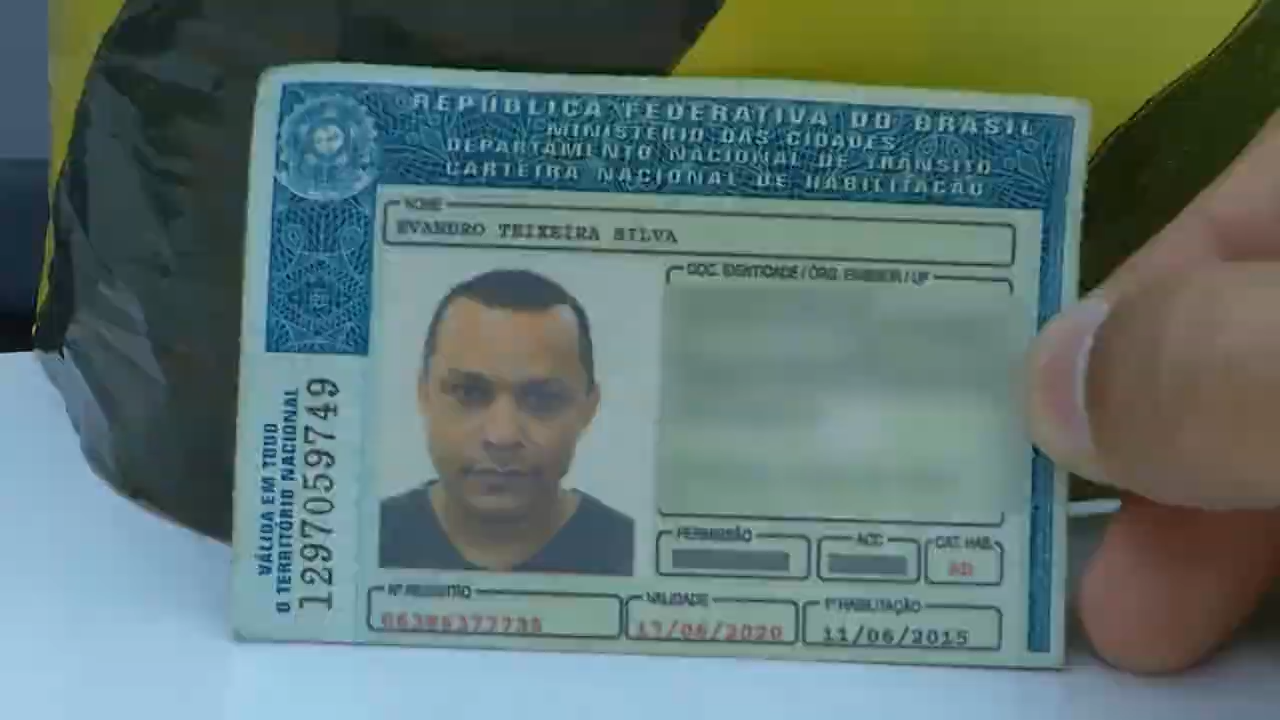 REPÚBLICA FEDERATIVA DO BRASIL
MINISTÉRIO DAS CIDADES
DEPARTAMENTO NACIONAL DE TRÂNSITO
CARTEIRA NACIONAL DE HABILITAÇÃO
NOME
EVANDRO TEIXEIRA SILVA
DOC. IDENTIDADE / ÓRG. EMISSOR / UF
VÁLIDA EM TODO
O TERRITÓRIO NACIONAL
1297059749
PERMISSÃO
ACC
CAT. HAB.
Nº REGISTRO
VALIDADE
1ª HABILITAÇÃO
11/06/2015